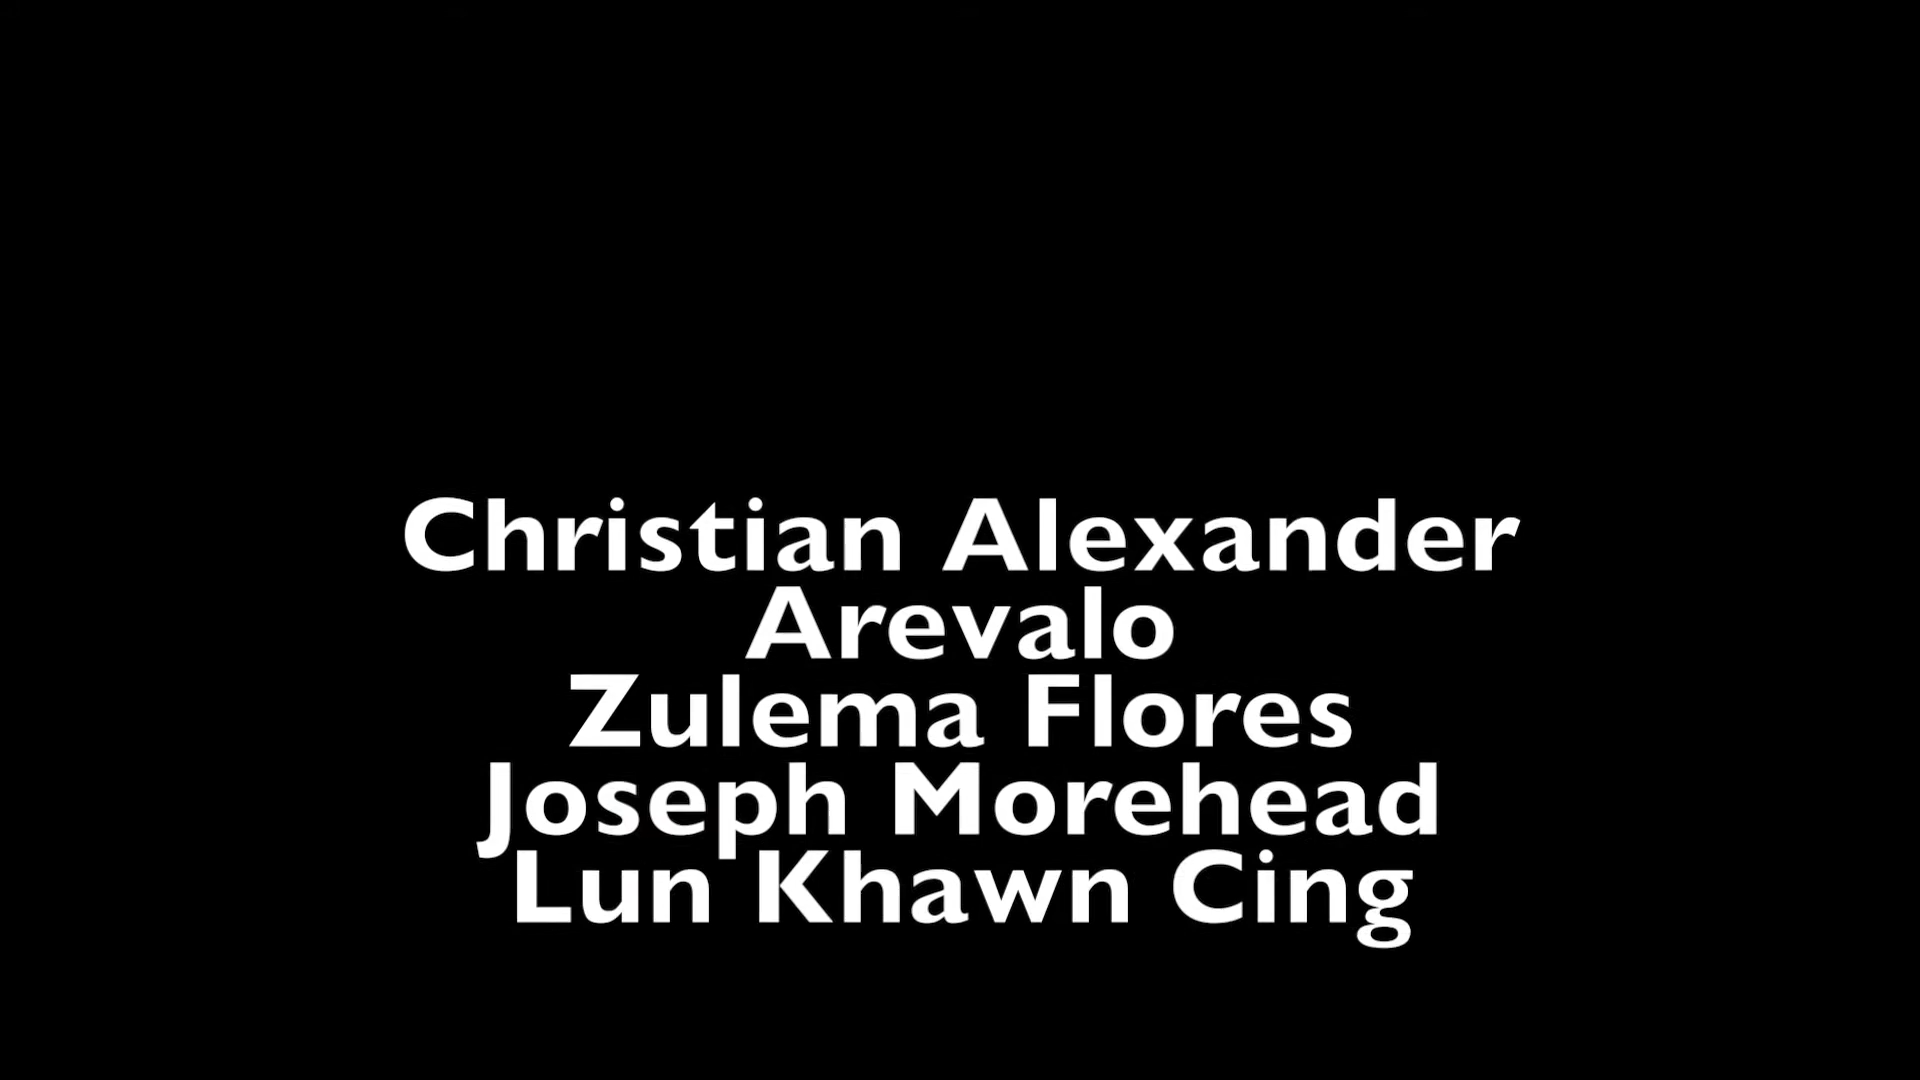 Christian Alexander
Arevalo
Zulema Flores
Joseph Morehead
Lun Khawn Cing